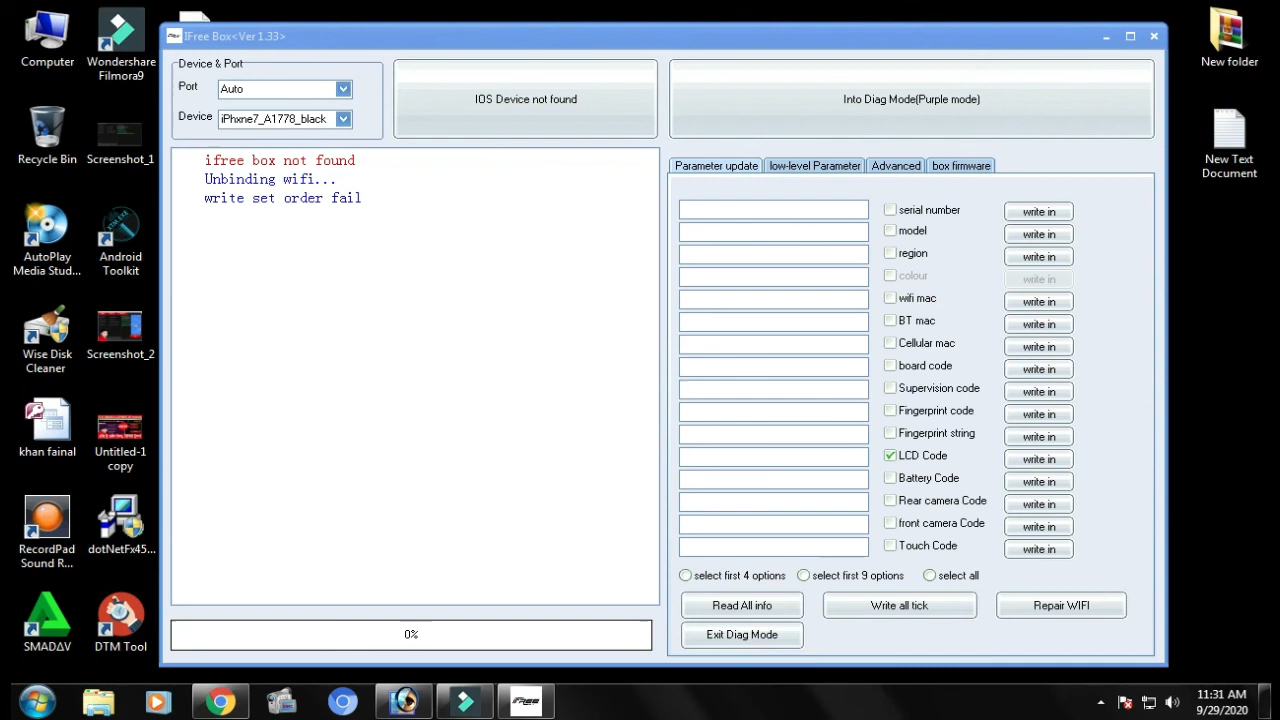 Computer
Wondershare
Filmora9
Recycle Bin
Screenshot_1
AutoPlay
Media Stud...
Android
Toolkit
Wise Disk
Cleaner
Screenshot_2
khan fainal
Untitled-1
copy
RecordPad
Sound R...
dotNetFx45...
SMADΔV
DTM Tool
IFree Box<Ver 1.33>
Device & Port
Port
Auto
Device
iPhxne7_A1778_black
IOS Device not found
Into Diag Mode(Purple mode)
ifree box not found
Unbinding wifi...
write set order fail
0%
Parameter update
low-level Parameter
Advanced
box firmware
serial number
write in
model
write in
region
write in
colour
write in
wifi mac
write in
BT mac
write in
Cellular mac
write in
board code
write in
Supervision code
write in
Fingerprint code
write in
Fingerprint string
write in
LCD Code
write in
Battery Code
write in
Rear camera Code
write in
front camera Code
write in
Touch Code
write in
select first 4 options
select first 9 options
select all
Read All info
Write all tick
Repair WIFI
Exit Diag Mode
New folder
New Text
Document
11:31 AM
9/29/2020